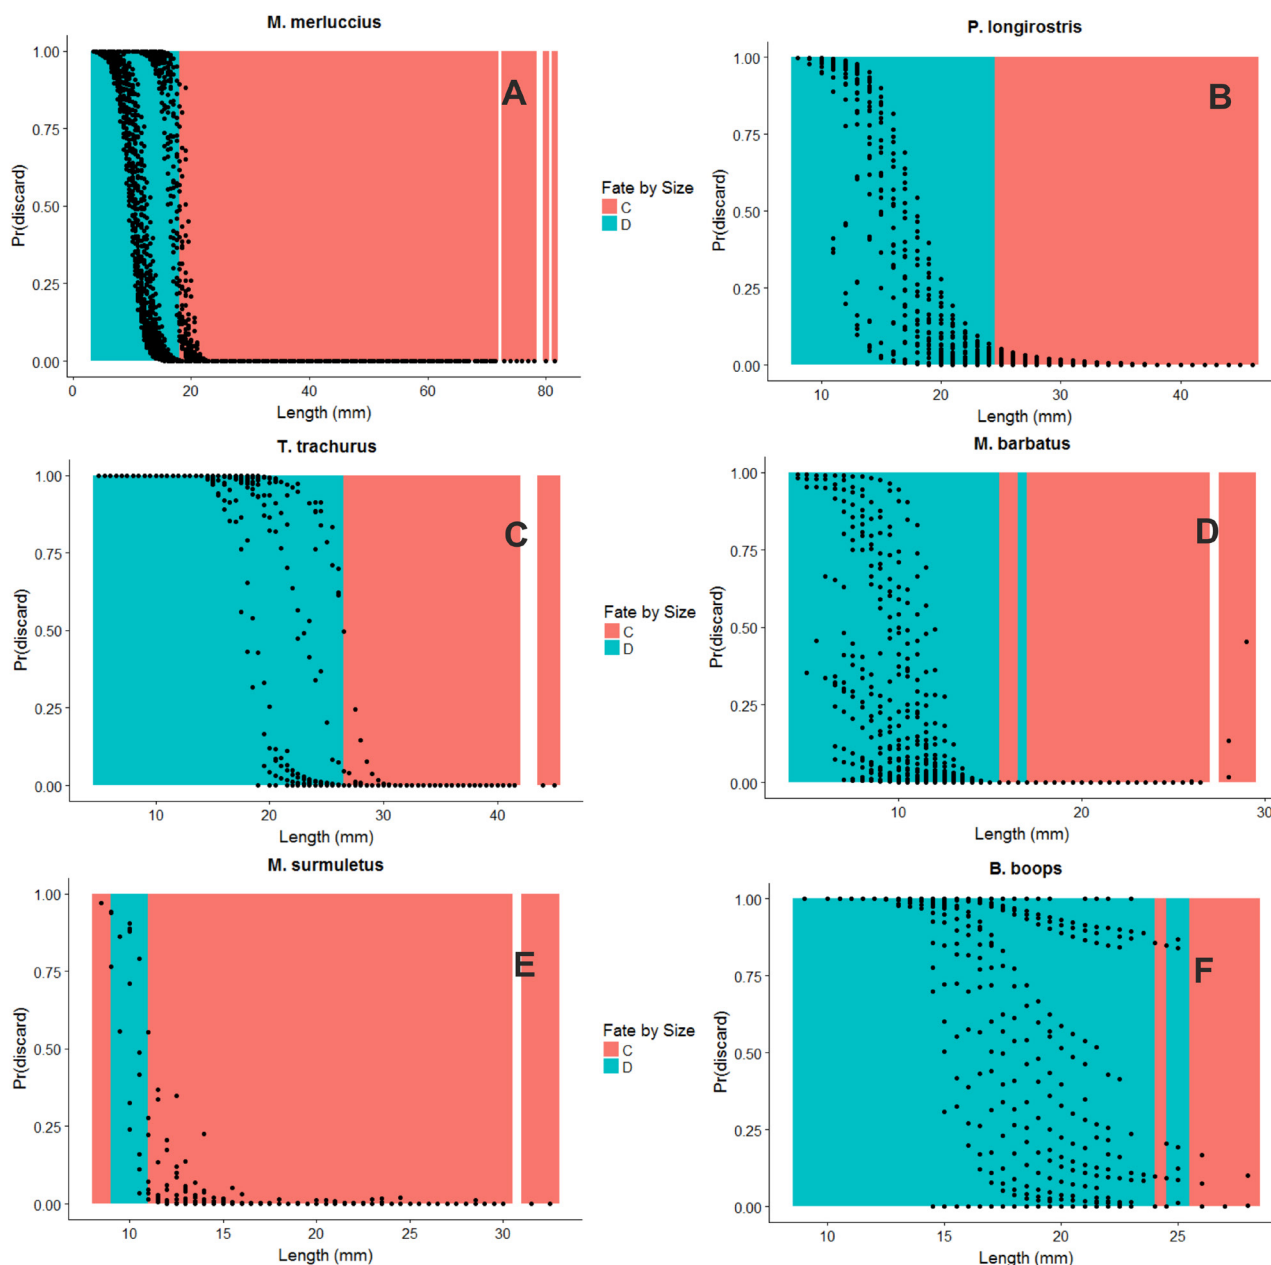 M. merluccius
P. longirostris
1.00
0.75
0.50
0.25
0.00
Pr(discard)
A
0 20 40 60 80
Length (mm)
Fate by Size
C
D
1.00
0.75
0.50
0.25
0.00
Pr(discard)
B
10 20 30 40
Length (mm)
T. trachurus
M. barbatus
1.00
0.75
0.50
0.25
0.00
Pr(discard)
C
10 20 30 40
Length (mm)
Fate by Size
C
D
1.00
0.75
0.50
0.25
0.00
Pr(discard)
D
10 20 30
Length (mm)
M. surmuletus
B. boops
1.00
0.75
0.50
0.25
0.00
Pr(discard)
E
10 15 20 25 30
Length (mm)
Fate by Size
C
D
1.00
0.75
0.50
0.25
0.00
Pr(discard)
F
10 15 20 25
Length (mm)